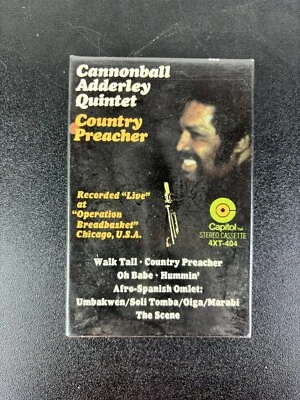 Cannonball
Adderley
Quintet
Country
Preacher
Recorded "Live"
at
"Operation
Breadbasket"
Chicago, U.S.A.
Capitol
STEREO CASSETTE
4XT-404
Walk Tall · Country Preacher
Oh Babe · Hummin'
Afro-Spanish Omlet:
Umbakwen/Soli Tomba/Oiga/Marabi
The Scene